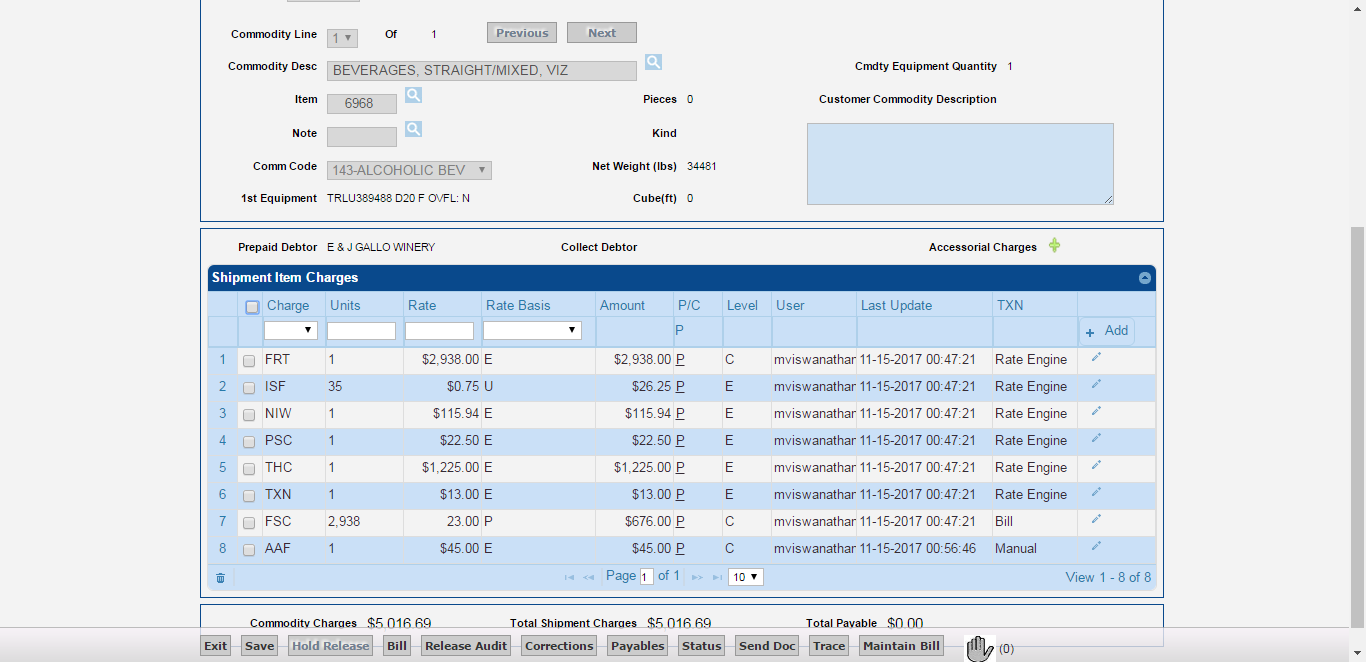 Commodity Line 1 Of 1 Previous Next
Commodity Desc BEVERAGES, STRAIGHT/MIXED, VIZ Cmdty Equipment Quantity 1
Item 6968 Pieces 0 Customer Commodity Description
Note Kind
Comm Code 143-ALCOHOLIC BEV Net Weight (lbs) 34481
1st Equipment TRLU389488 D20 F OVFL: N Cube(ft) 0
Prepaid Debtor E & J GALLO WINERY Collect Debtor Accessorial Charges
Shipment Item Charges
Charge Units Rate Rate Basis Amount P/C Level User Last Update TXN
P + Add
1 FRT 1 $2,938.00 E $2,938.00 P C mviswanathar 11-15-2017 00:47:21 Rate Engine
2 ISF 35 $0.75 U $26.25 P E mviswanathar 11-15-2017 00:47:21 Rate Engine
3 NIW 1 $115.94 E $115.94 P E mviswanathar 11-15-2017 00:47:21 Rate Engine
4 PSC 1 $22.50 E $22.50 P E mviswanathar 11-15-2017 00:47:21 Rate Engine
5 THC 1 $1,225.00 E $1,225.00 P E mviswanathar 11-15-2017 00:47:21 Rate Engine
6 TXN 1 $13.00 E $13.00 P E mviswanathar 11-15-2017 00:47:21 Rate Engine
7 FSC 2,938 23.00 P $676.00 P C mviswanathar 11-15-2017 00:47:21 Bill
8 AAF 1 $45.00 E $45.00 P C mviswanathar 11-15-2017 00:56:46 Manual
Page 1 of 1 10 View 1 - 8 of 8
Commodity Charges $5,016.69 Total Shipment Charges $5,016.69 Total Payable $0.00
Exit Save Hold Release Bill Release Audit Corrections Payables Status Send Doc Trace Maintain Bill (0)